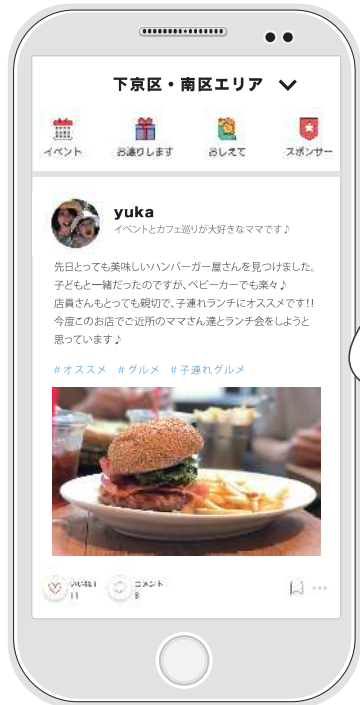 下京区・南区エリア
イベント
お譲りします
おしえて
スポンサー
yuka
イベントとカフェ巡りが大好きなママです♪
先日とっても美味しいハンバーガー屋さんを見つけました。
子どもと一緒だったのですが、ベビーカーでも楽々♪
店員さんもとっても親切で、子連れランチにオススメです!!
今度このお店でご近所のママさん達とランチ会をしようと
思っています♪
#オススメ #グルメ #子連れグルメ
11
コメント
8